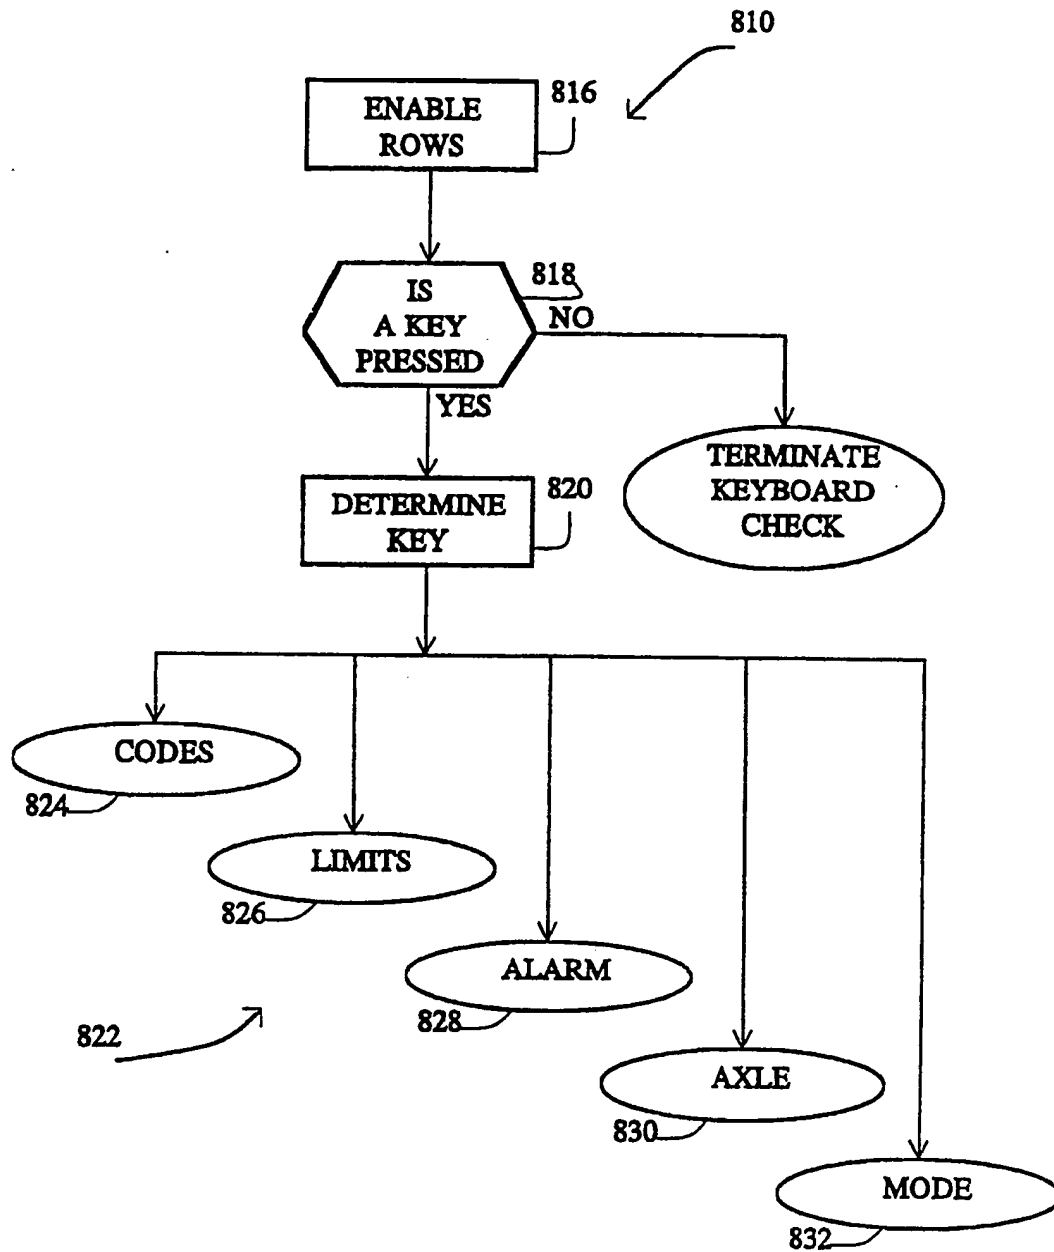 810
ENABLE
ROWS
816
IS
A KEY
PRESSED
818
NO
YES
TERMINATE
KEYBOARD
CHECK
DETERMINE
KEY
820
CODES
824
LIMITS
826
ALARM
828
822
AXLE
830
MODE
832